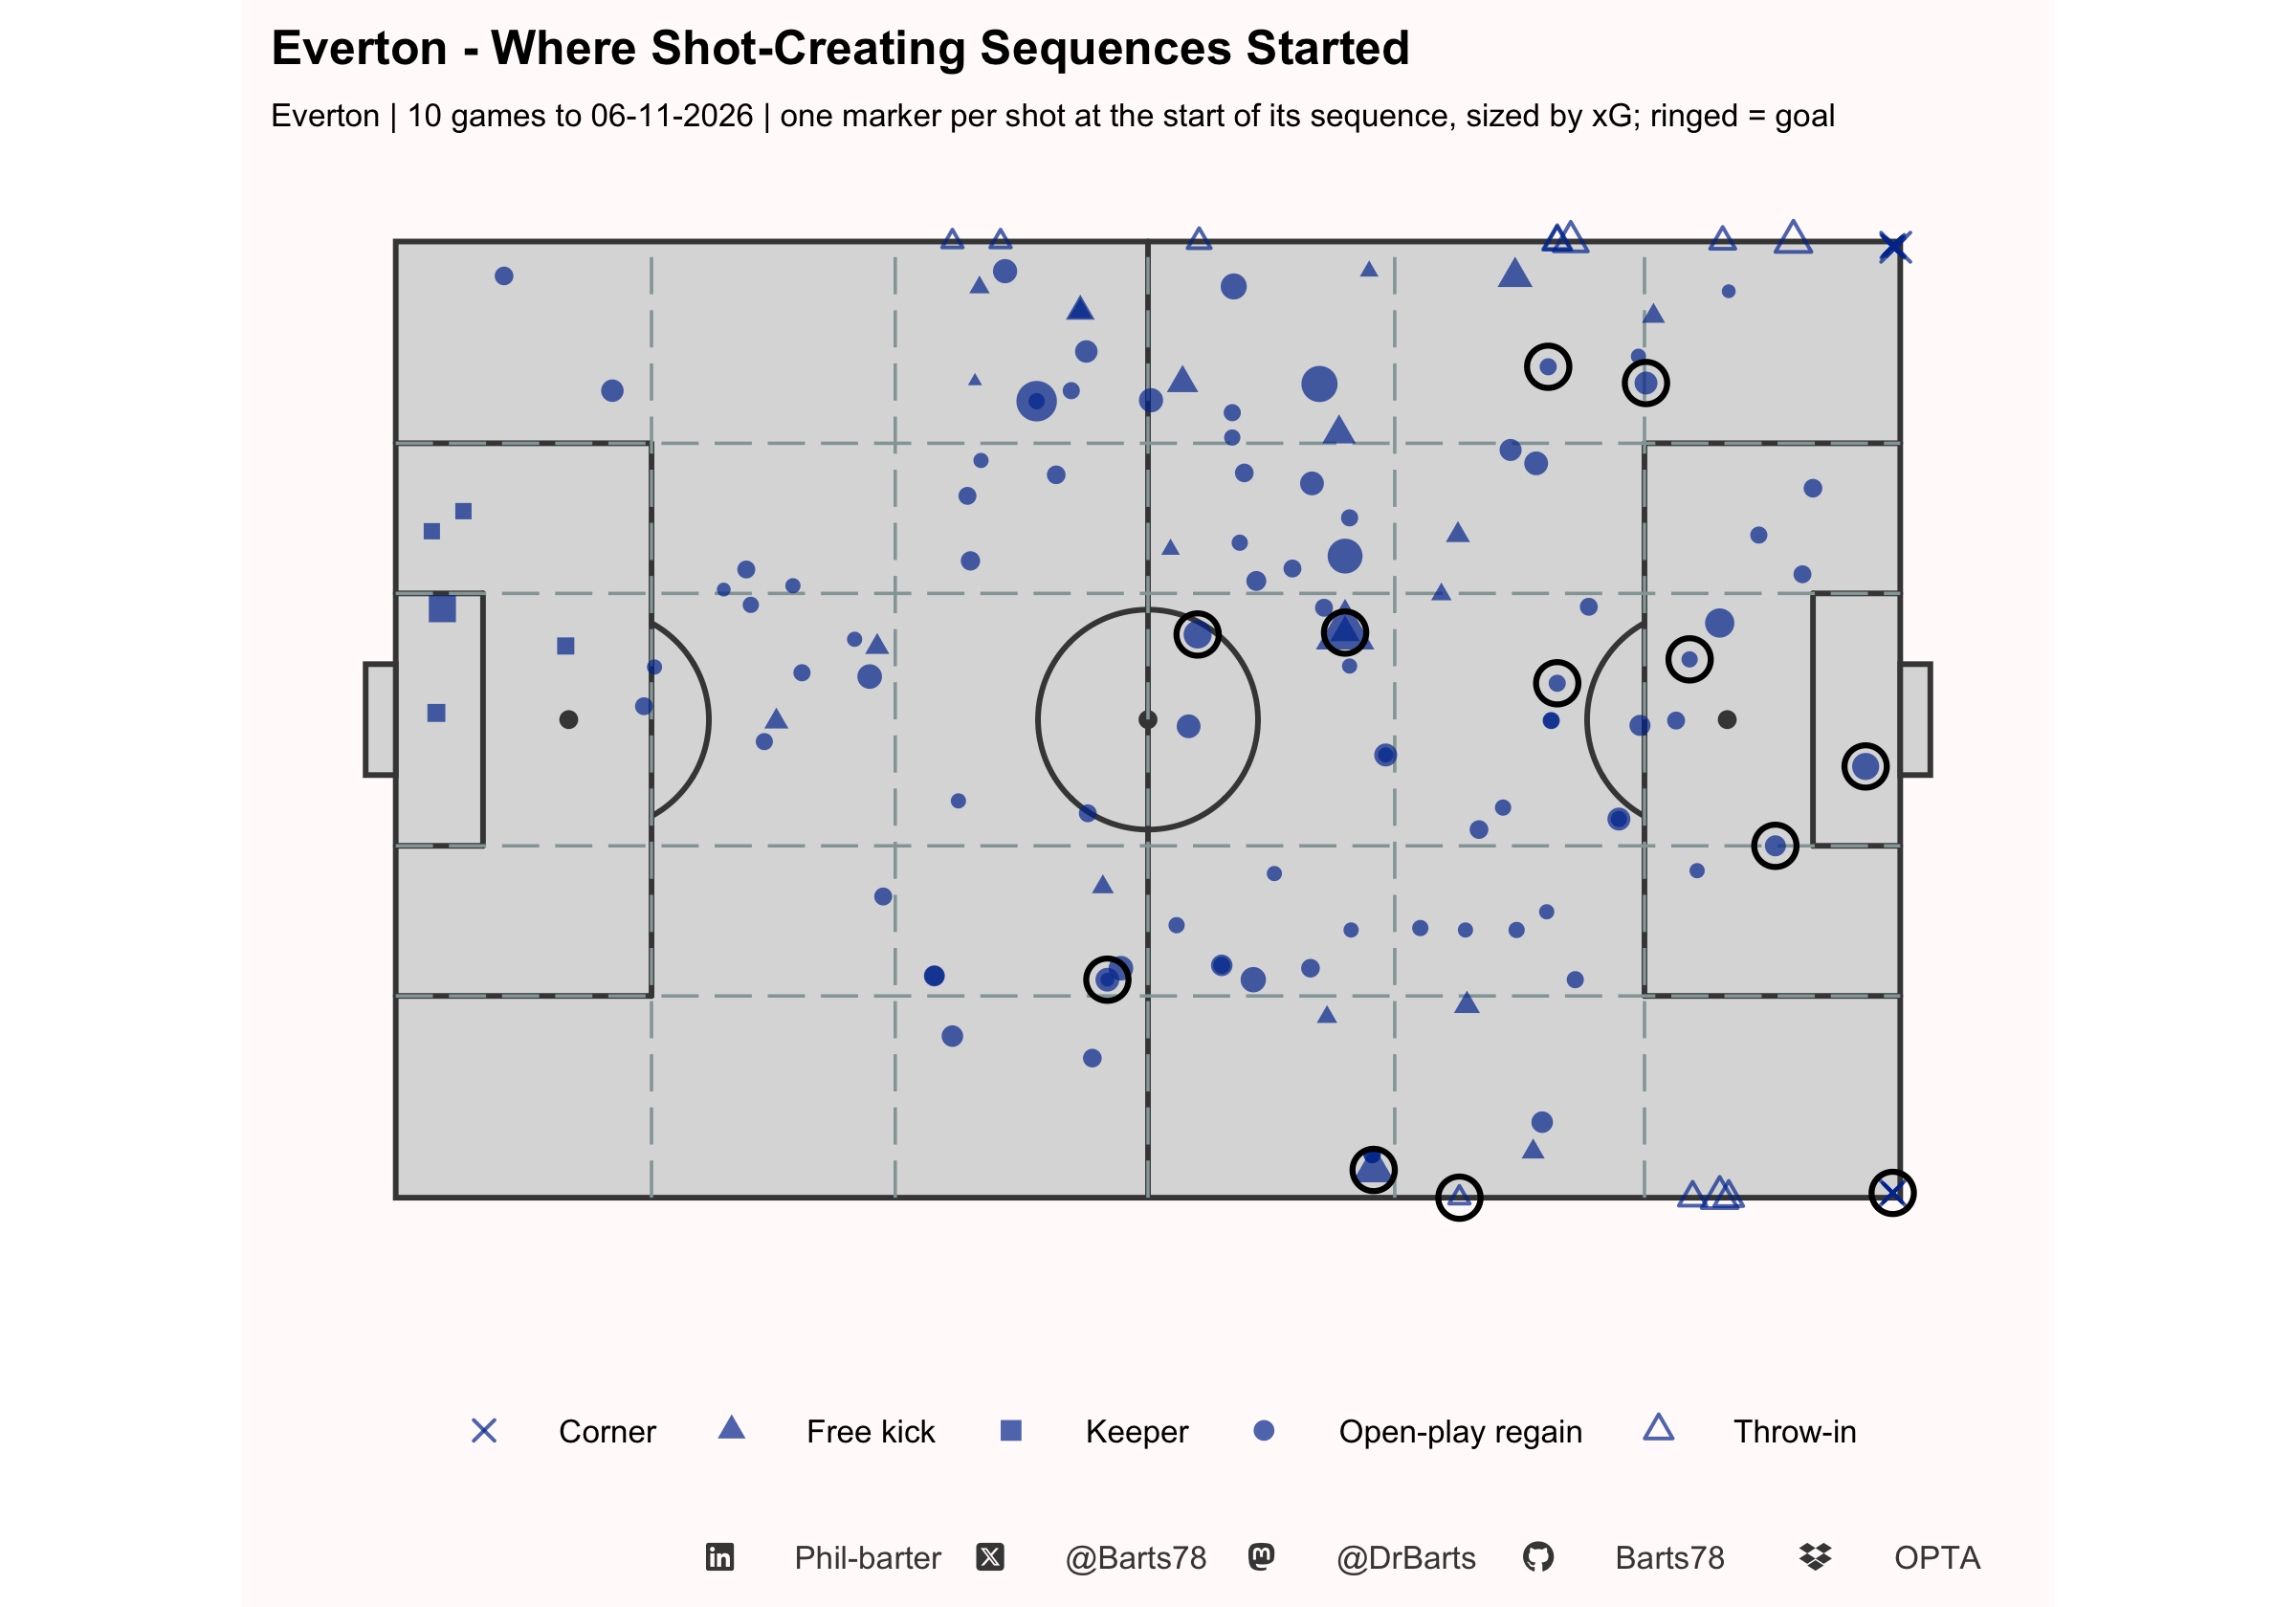 Everton - Where Shot-Creating Sequences Started
Everton | 10 games to 06-11-2026 | one marker per shot at the start of its sequence, sized by xG; ringed = goal
Corner Free kick Keeper Open-play regain Throw-in
Phil-barter @Barts78 @DrBarts Barts78 OPTA